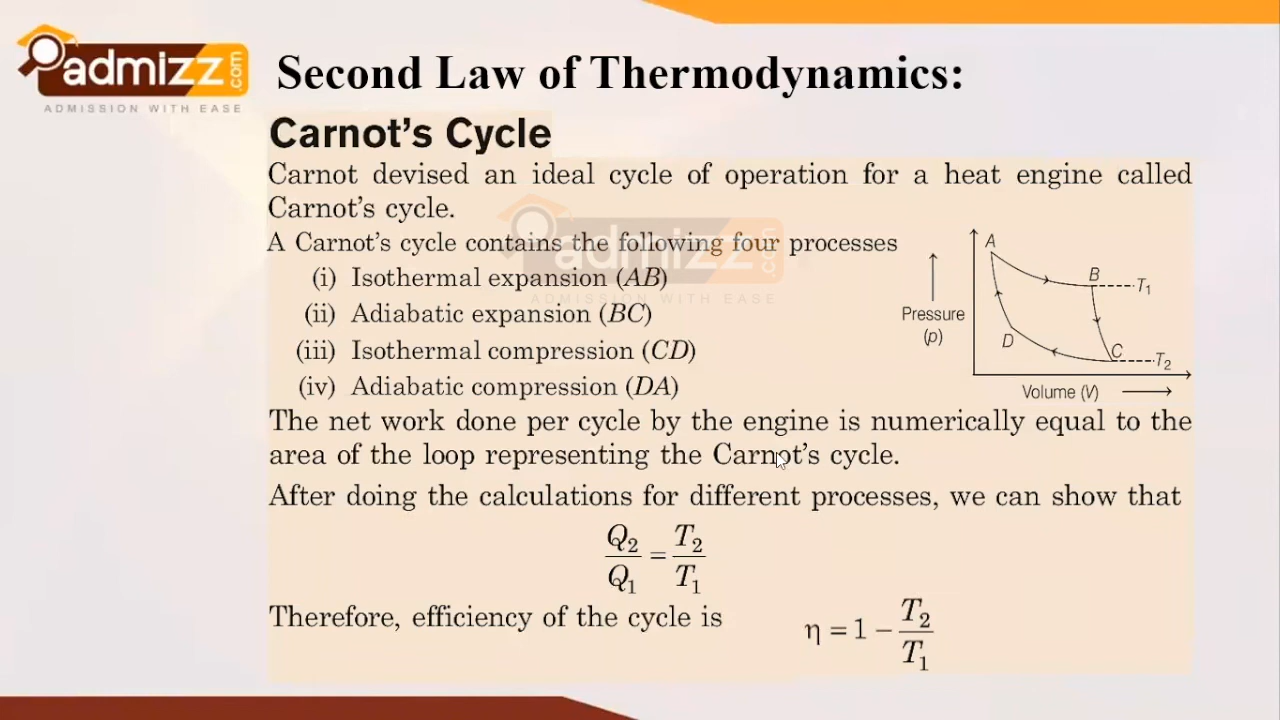 admizz.com
ADMISSION WITH EASE
Second Law of Thermodynamics:
Carnot's Cycle
Carnot devised an ideal cycle of operation for a heat engine called
Carnot's cycle.
A Carnot's cycle contains the following four processes
(i) Isothermal expansion (AB)
(ii) Adiabatic expansion (BC)
(iii) Isothermal compression (CD)
(iv) Adiabatic compression (DA)
admizz.com
ADMISSION WITH EASE
A
B
T₁
Pressure
(p)
D
C
T₂
Volume (V)
The net work done per cycle by the engine is numerically equal to the
area of the loop representing the Carnot's cycle.
After doing the calculations for different processes, we can show that
Q₂/Q₁ = T₂/T₁
Therefore, efficiency of the cycle is η = 1 − T₂/T₁